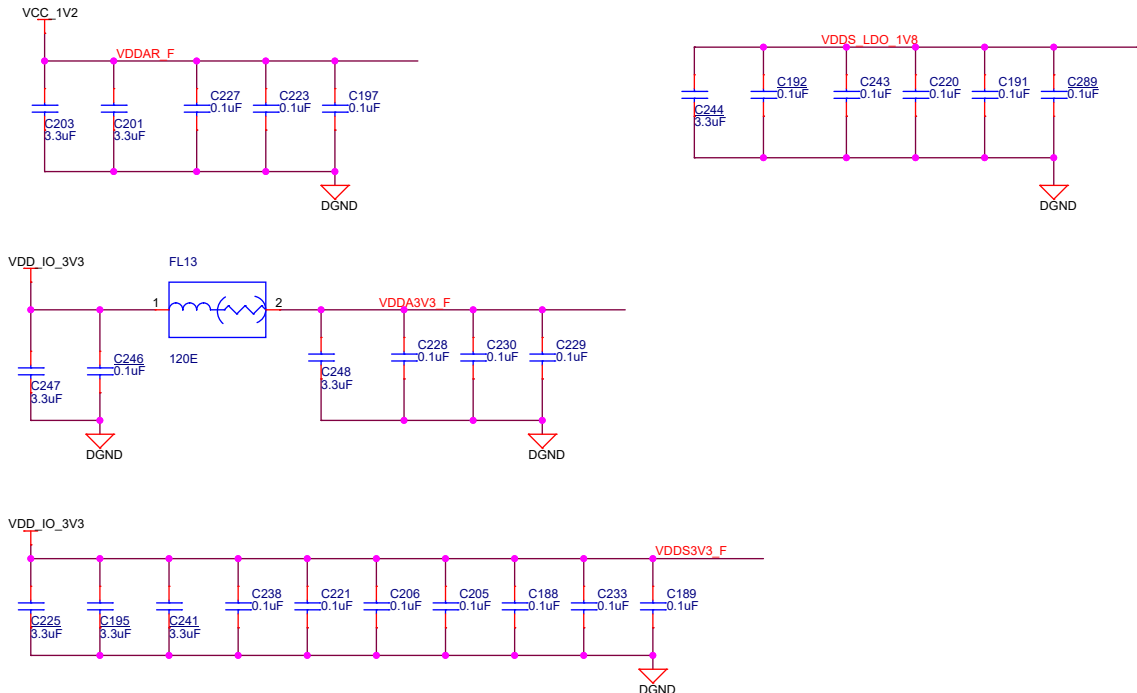 VCC_1V2
VDDAR_F
C203
3.3uF
C201
3.3uF
C227
0.1uF
C223
0.1uF
C197
0.1uF
DGND
VDDS_LDO_1V8
C244
3.3uF
C192
0.1uF
C243
0.1uF
C220
0.1uF
C191
0.1uF
C289
0.1uF
DGND
VDD_IO_3V3
FL13
1
2
120E
VDDA3V3_F
C247
3.3uF
C246
0.1uF
DGND
C248
3.3uF
C228
0.1uF
C230
0.1uF
C229
0.1uF
DGND
VDD_IO_3V3
VDDS3V3_F
C225
3.3uF
C195
3.3uF
C241
3.3uF
C238
0.1uF
C221
0.1uF
C206
0.1uF
C205
0.1uF
C188
0.1uF
C233
0.1uF
C189
0.1uF
DGND